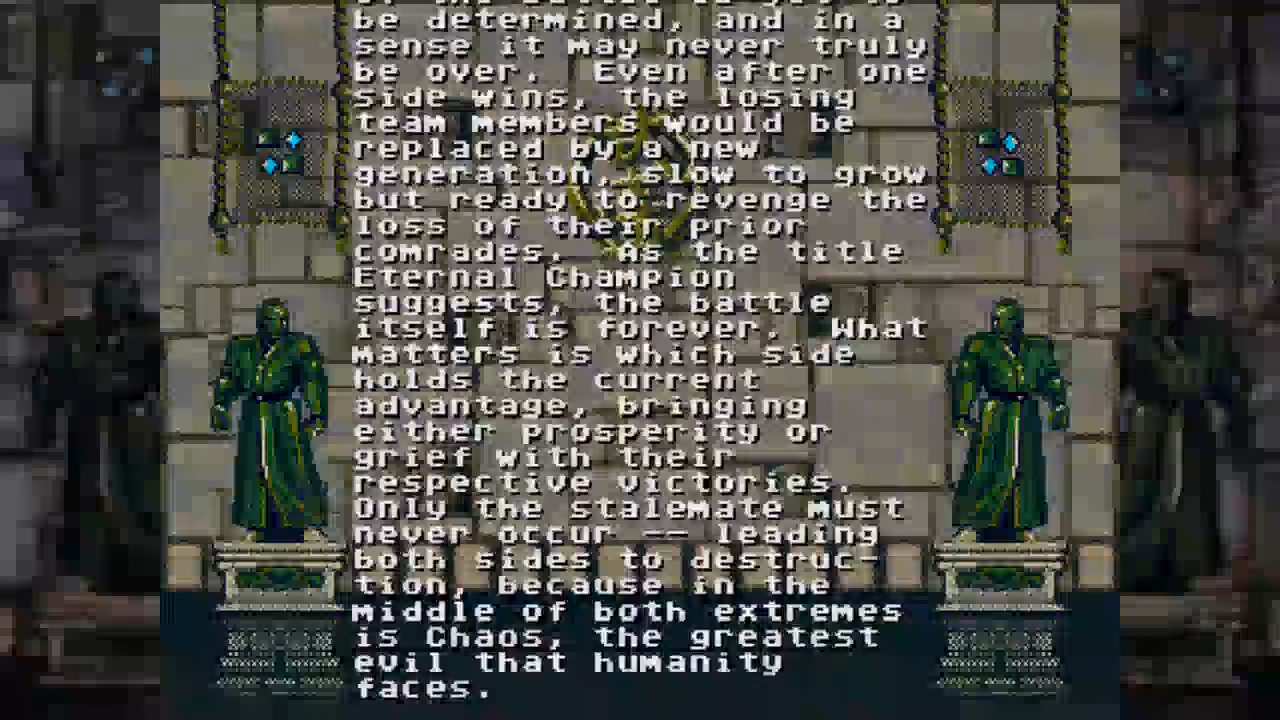 be determined, and in a
sense it may never truly
be over.  Even after one
side wins, the losing
team members would be
replaced by a new
generation, slow to grow
but ready to revenge the
loss of their prior
comrades.  As the title
Eternal Champion
suggests, the battle
itself is forever.  What
matters is which side
holds the current
advantage, bringing
either prosperity or
grief with their
respective victories.
Only the stalemate must
never occur -- leading
both sides to destruc-
tion, because in the
middle of both extremes
is Chaos, the greatest
evil that humanity
faces.